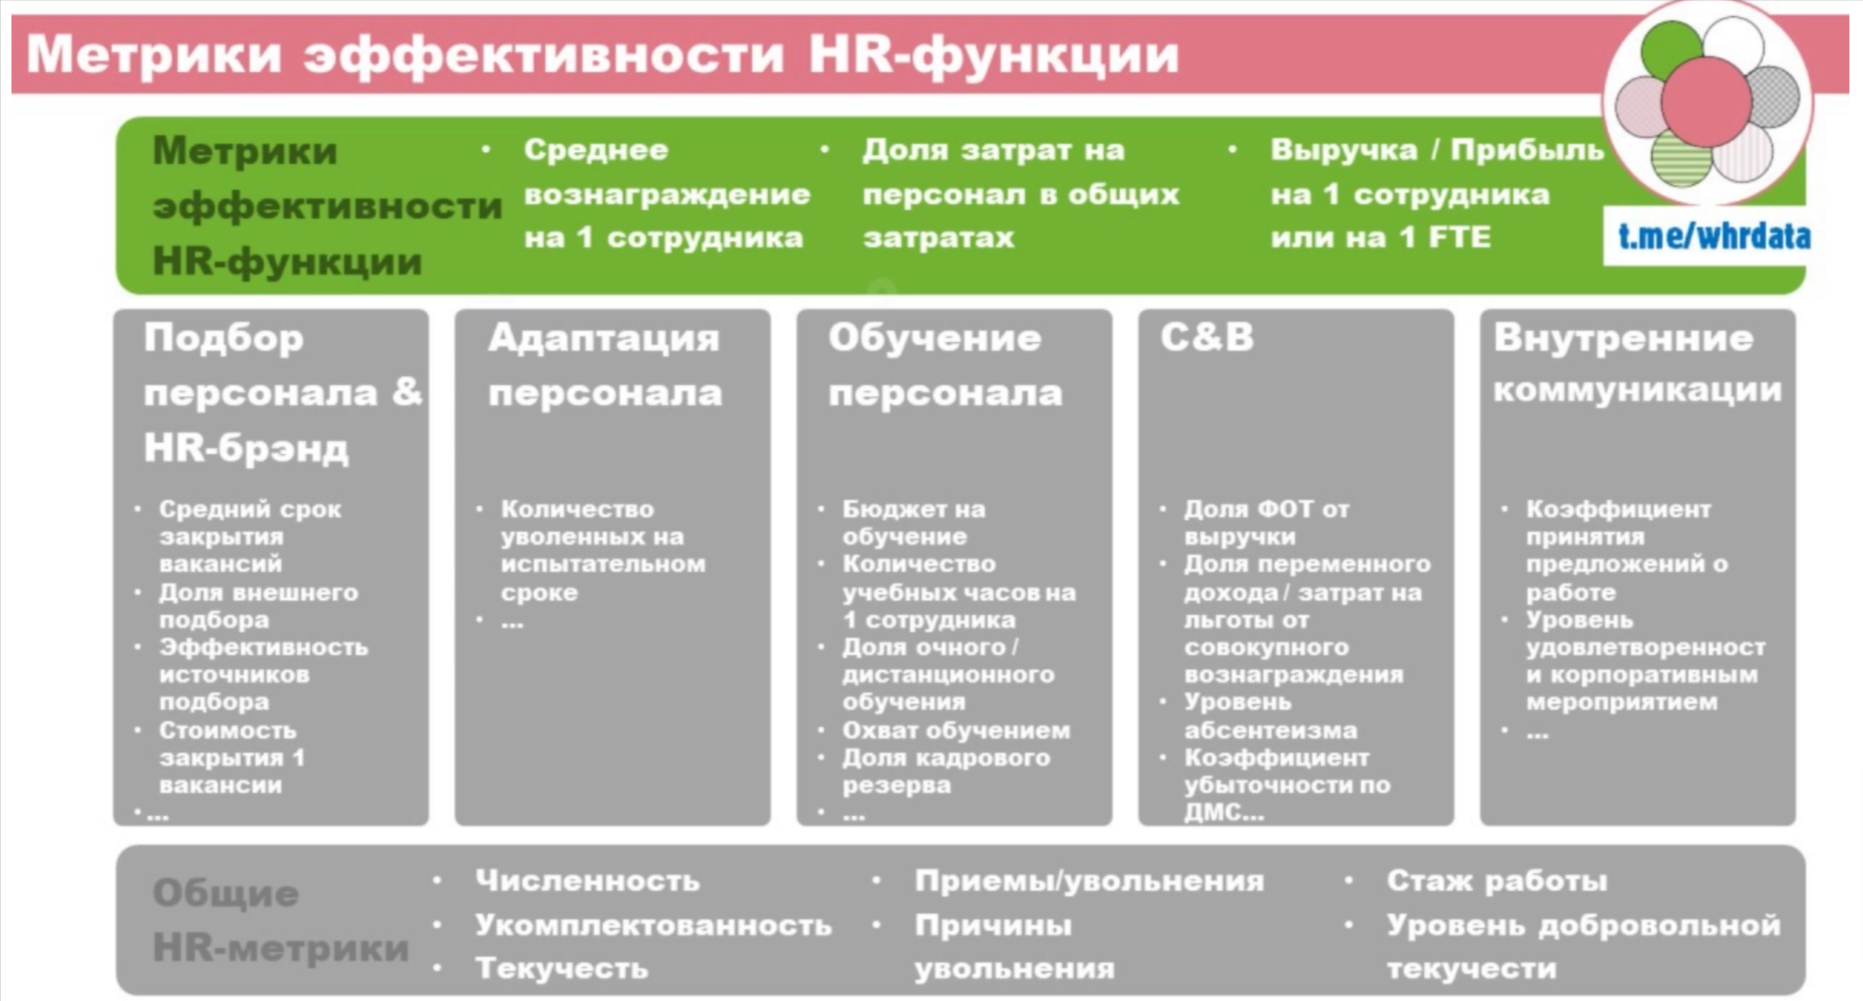 Метрики эффективности HR-функции
Метрики
эффективности
HR-функции
• Среднее
вознаграждение
на 1 сотрудника
• Доля затрат на
персонал в общих
затратах
• Выручка / Прибыль
на 1 сотрудника
или на 1 FTE
t.me/whrdata
Подбор
персонала &
HR-брэнд
• Средний срок
закрытия
вакансий
• Доля внешнего
подбора
• Эффективность
источников
подбора
• Стоимость
закрытия 1
вакансии
• ...
Адаптация
персонала
• Количество
уволенных на
испытательном
сроке
• ...
Обучение
персонала
• Бюджет на
обучение
• Количество
учебных часов на
1 сотрудника
• Доля очного /
дистанционного
обучения
• Охват обучением
• Доля кадрового
резерва
• ...
C&B
• Доля ФОТ от
выручки
• Доля переменного
дохода / затрат на
льготы от
совокупного
вознаграждения
• Уровень
абсентеизма
• Коэффициент
убыточности по
ДМС...
Внутренние
коммуникации
• Коэффициент
принятия
предложений о
работе
• Уровень
удовлетворенност
и корпоративным
мероприятием
• ...
Общие
HR-метрики
• Численность
• Укомплектованность
• Текучесть
• Приемы/увольнения
• Причины
увольнения
• Стаж работы
• Уровень добровольной
текучести